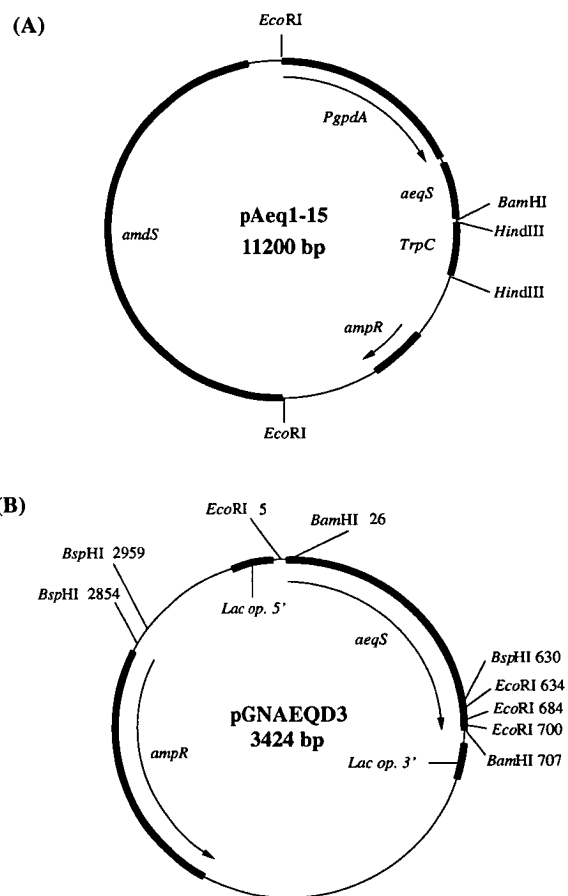 (A)
EcoRI
PgpdA
aeqS
BamHI
HindIII
pAeq1-15
11200 bp
amdS
TrpC
HindIII
ampR
EcoRI
(B)
EcoRI 5
BamHI 26
BspHI 2959
BspHI 2854
Lac op. 5'
aeqS
BspHI 630
EcoRI 634
EcoRI 684
EcoRI 700
BamHI 707
pGNAEQD3
3424 bp
ampR
Lac op. 3'